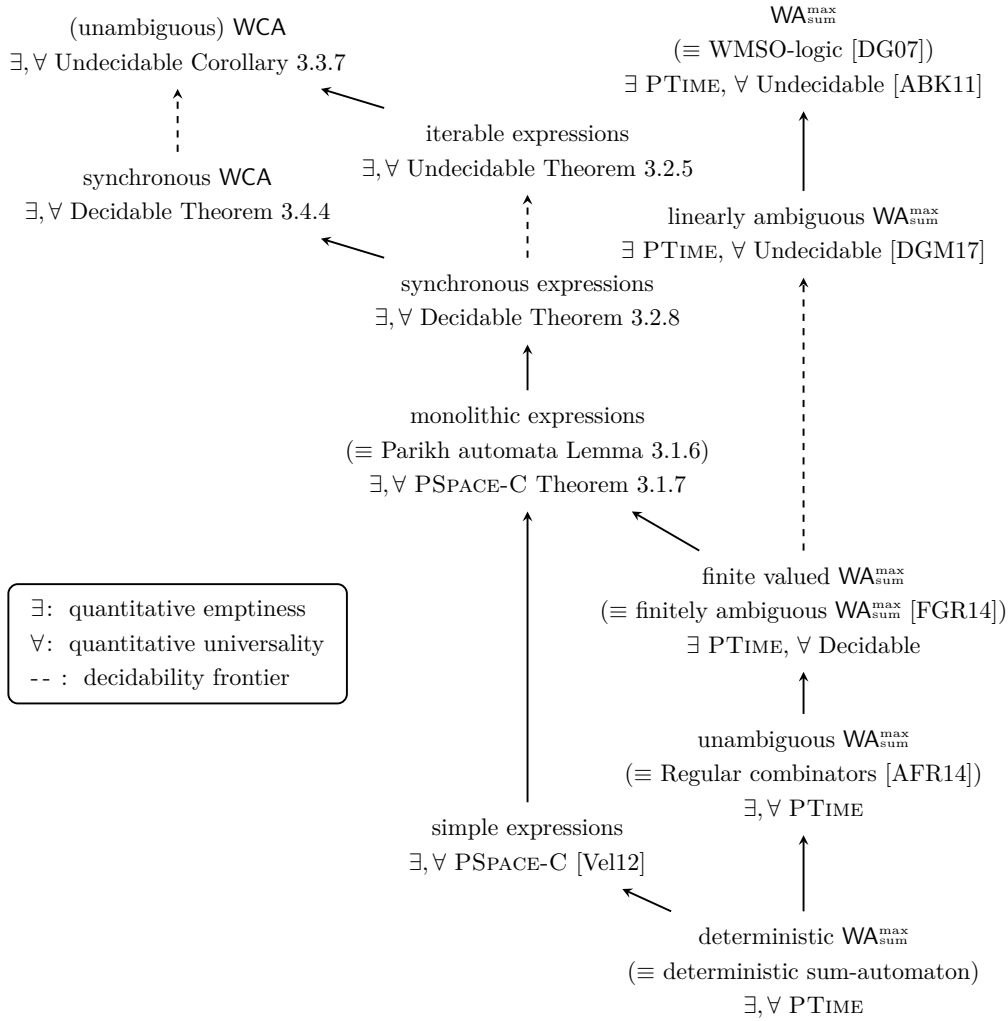 (unambiguous) WCA
∃, ∀ Undecidable Corollary 3.3.7
WA^max_sum
(≡ WMSO-logic [DG07])
∃ PTIME, ∀ Undecidable [ABK11]
iterable expressions
∃, ∀ Undecidable Theorem 3.2.5
synchronous WCA
∃, ∀ Decidable Theorem 3.4.4
linearly ambiguous WA^max_sum
∃ PTIME, ∀ Undecidable [DGM17]
synchronous expressions
∃, ∀ Decidable Theorem 3.2.8
monolithic expressions
(≡ Parikh automata Lemma 3.1.6)
∃, ∀ PSPACE-C Theorem 3.1.7
finite valued WA^max_sum
(≡ finitely ambiguous WA^max_sum [FGR14])
∃ PTIME, ∀ Decidable
∃: quantitative emptiness
∀: quantitative universality
-- : decidability frontier
unambiguous WA^max_sum
(≡ Regular combinators [AFR14])
∃, ∀ PTIME
simple expressions
∃, ∀ PSPACE-C [Vel12]
deterministic WA^max_sum
(≡ deterministic sum-automaton)
∃, ∀ PTIME